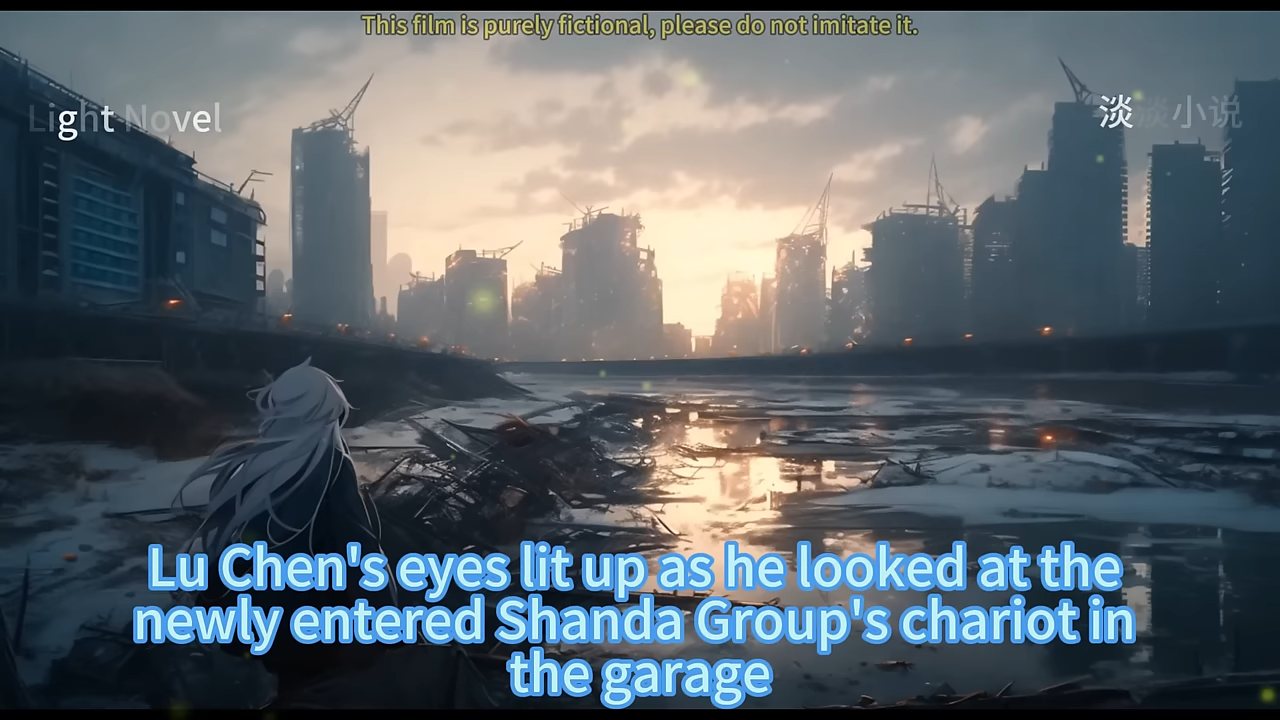 This film is purely fictional, please do not imitate it.
Light Novel
淡淡小说
Lu Chen's eyes lit up as he looked at the
newly entered Shanda Group's chariot in
the garage